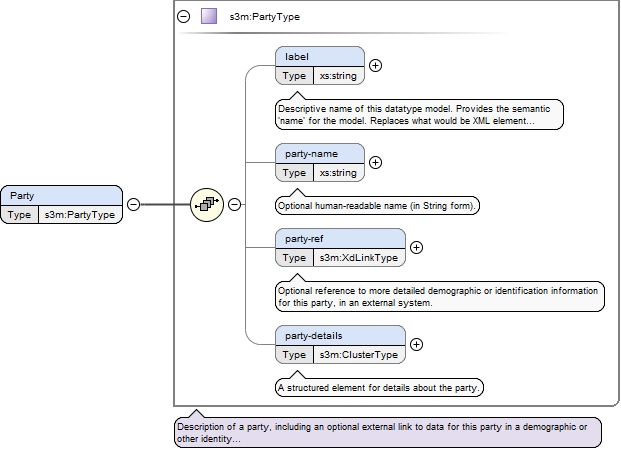 s3m:PartyType
label
Type xs:string
Descriptive name of this datatype model. Provides the semantic
'name' for the model. Replaces what would be XML element...
party-name
Type xs:string
Optional human-readable name (in String form).
Party
Type s3m:PartyType
party-ref
Type s3m:XdLinkType
Optional reference to more detailed demographic or identification information
for this party, in an external system.
party-details
Type s3m:ClusterType
A structured element for details about the party.
Description of a party, including an optional external link to data for this party in a demographic or
other identity...